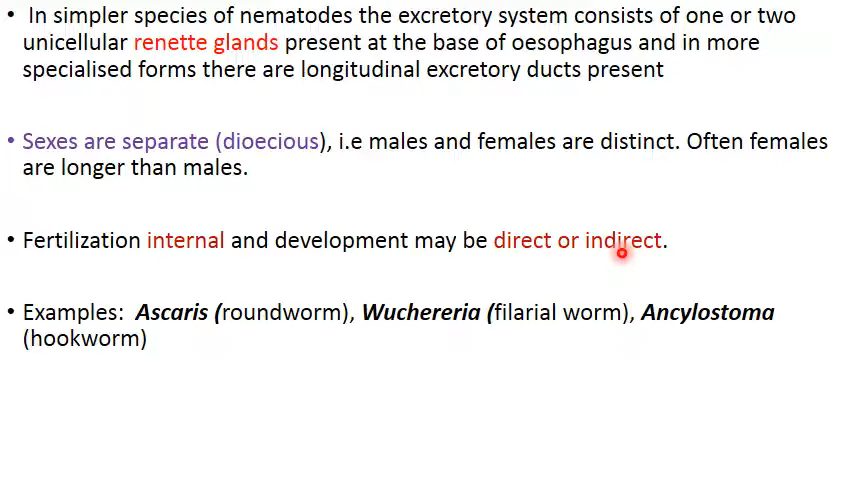 • In simpler species of nematodes the excretory system consists of one or two
unicellular renette glands present at the base of oesophagus and in more
specialised forms there are longitudinal excretory ducts present
• Sexes are separate (dioecious), i.e males and females are distinct. Often females
are longer than males.
• Fertilization internal and development may be direct or indirect.
• Examples: Ascaris (roundworm), Wuchereria (filarial worm), Ancylostoma
(hookworm)